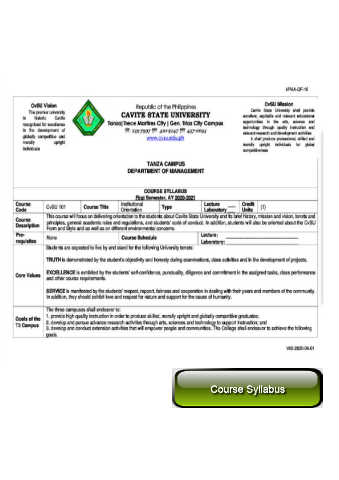 VPAA-QF-10
CvSU Vision
The premier university
in historic Cavite
recognized for excellence
in the development of
globally competitive and
morally upright
individuals.
Republic of the Philippines
CAVITE STATE UNIVERSITY
Tanza|Trece Martires City | Gen. Trias City Campus
www.cvsu.edu.ph
CvSU Mission
Cavite State University shall provide
excellent, equitable and relevant educational
opportunities in the arts, science and
technology through quality instruction and
relevant research and development activities.
It shall produce professional, skilled and
morally upright individuals for global
competitiveness.
TANZA CAMPUS
DEPARTMENT OF MANAGEMENT
COURSE SYLLABUS
First Semester, AY 2020-2021
Course Code
CvSU 101
Course Title
Institutional Orientation
Type
Lecture ___
Laboratory ___
Credit Units
(1)
Course Description
This course will focus on delivering orientation to the students about Cavite State University and its brief history, mission and vision, tenets and
principles, general academic rules and regulations, and students' code of conduct. In addition, students will also be oriented about the CvSU
Form and Style and as well as on different environmental concerns.
Pre-requisites
None
Course Schedule
Lecture:
Laboratory:
Core Values
Students are expected to live by and stand for the following University tenets:
TRUTH is demonstrated by the student's objectivity and honesty during examinations, class activities and in the development of projects.
EXCELLENCE is exhibited by the students' self-confidence, punctuality, diligence and commitment in the assigned tasks, class performance
and other course requirements.
SERVICE is manifested by the students' respect, rapport, fairness and cooperation in dealing with their peers and members of the community.
In addition, they should exhibit love and respect for nature and support for the cause of humanity.
Goals of the
T3 Campus
The three campuses shall endeavor to:
1. provide high quality instruction in order to produce skilled, morally upright and globally competitive graduates;
2. develop and pursue advance research activities through arts, sciences and technology to support instruction; and
3. develop and conduct extension activities that will empower people and communities. The College shall endeavor to achieve the following
goals.
Course Syllabus